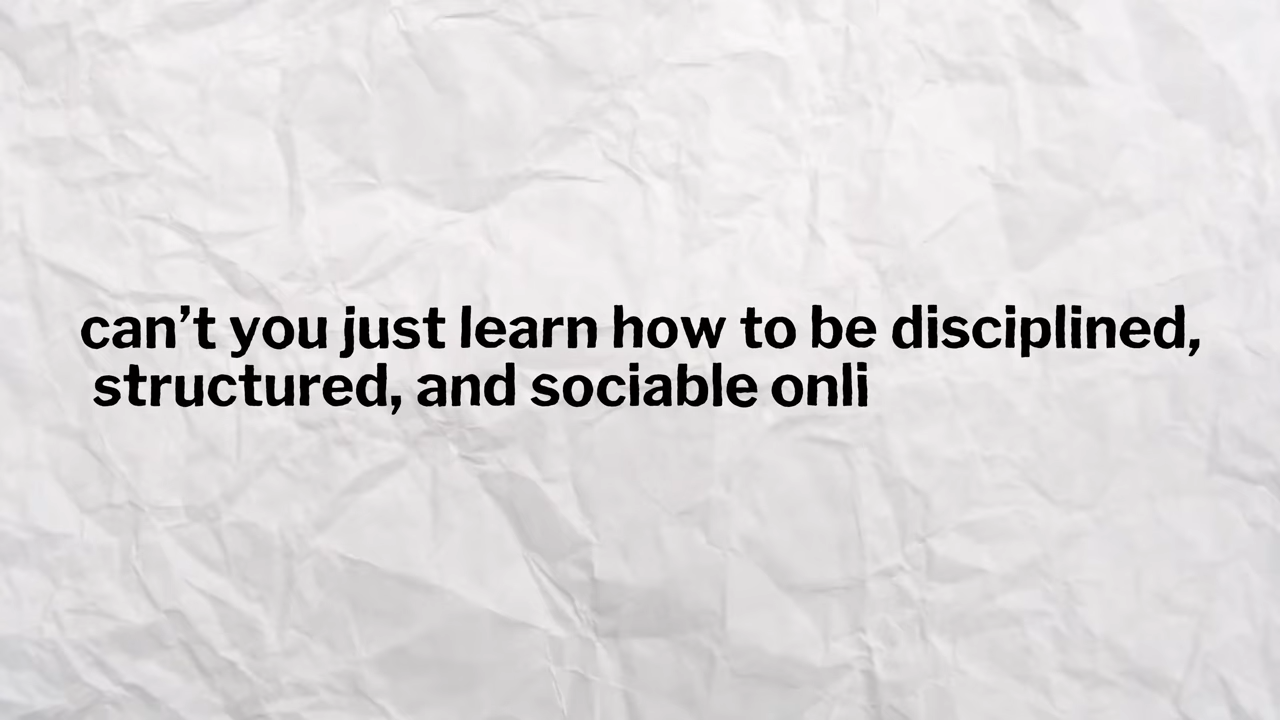 can’t you just learn how to be disciplined,
structured, and sociable onli